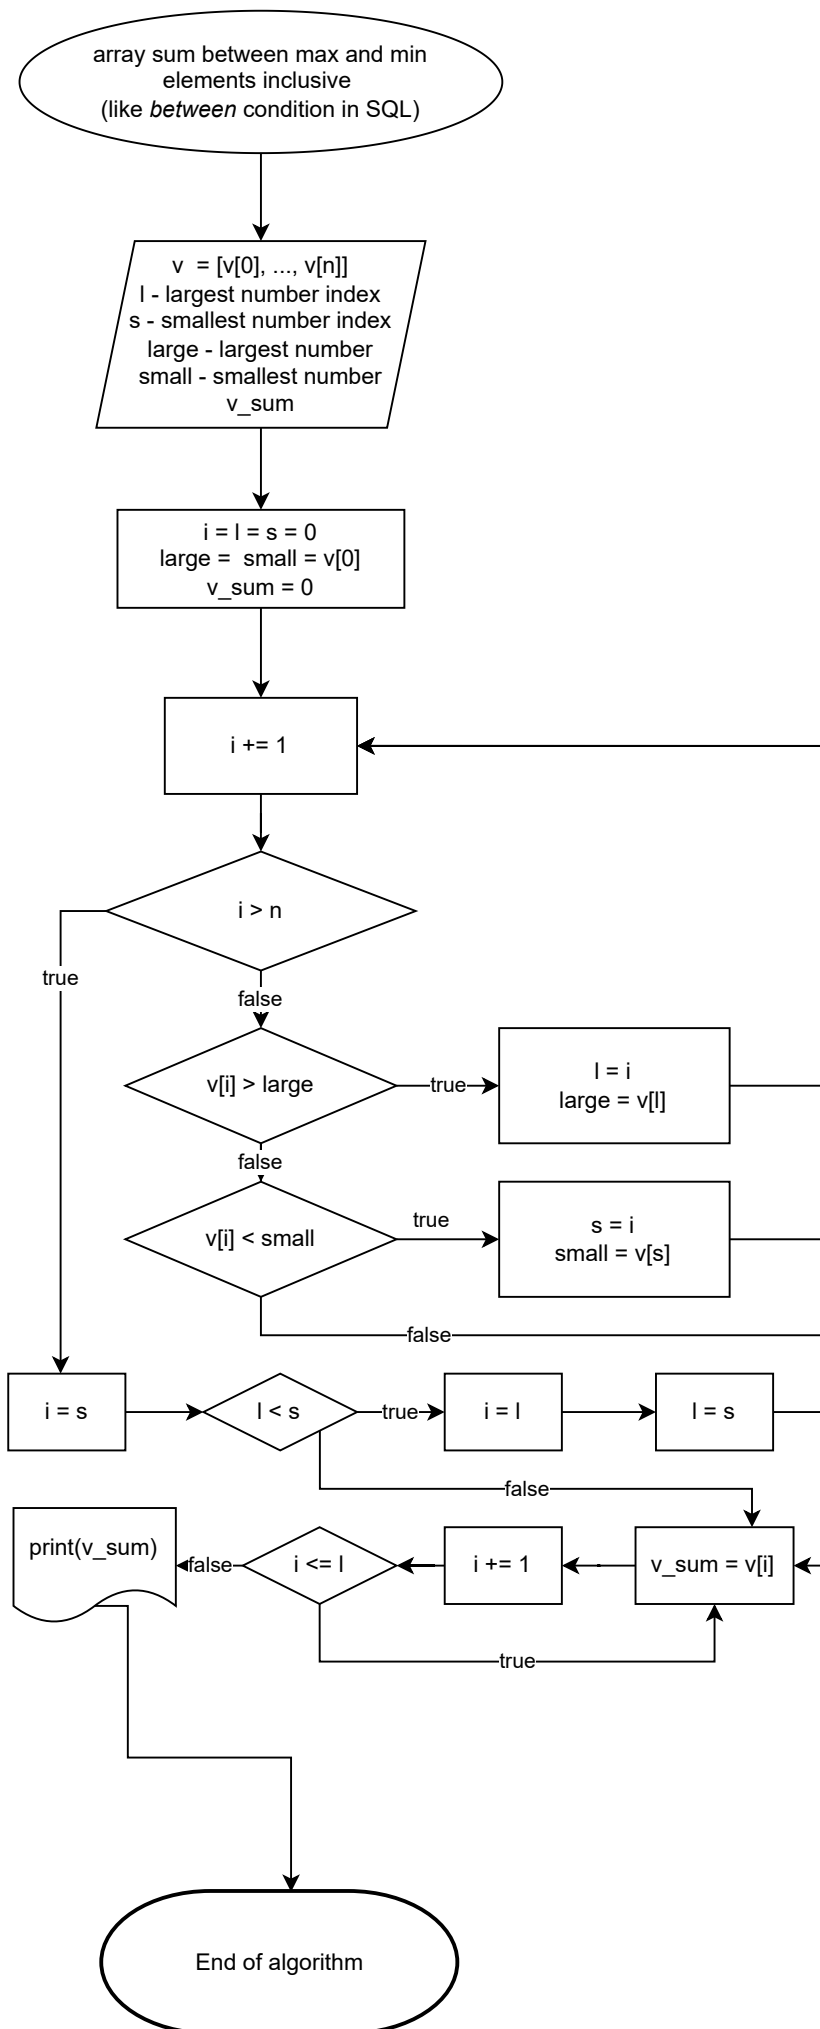 array sum between max and min
elements inclusive
(like between condition in SQL)
v = [v[0], ..., v[n]]
l - largest number index
s - smallest number index
large - largest number
small - smallest number
v_sum
i = l = s = 0
large = small = v[0]
v_sum = 0
i += 1
i > n
true
false
v[i] > large
true
l = i
large = v[l]
false
v[i] < small
true
s = i
small = v[s]
false
i = s
l < s
true
i = l
l = s
false
print(v_sum)
false
i <= l
i += 1
v_sum = v[i]
true
End of algorithm